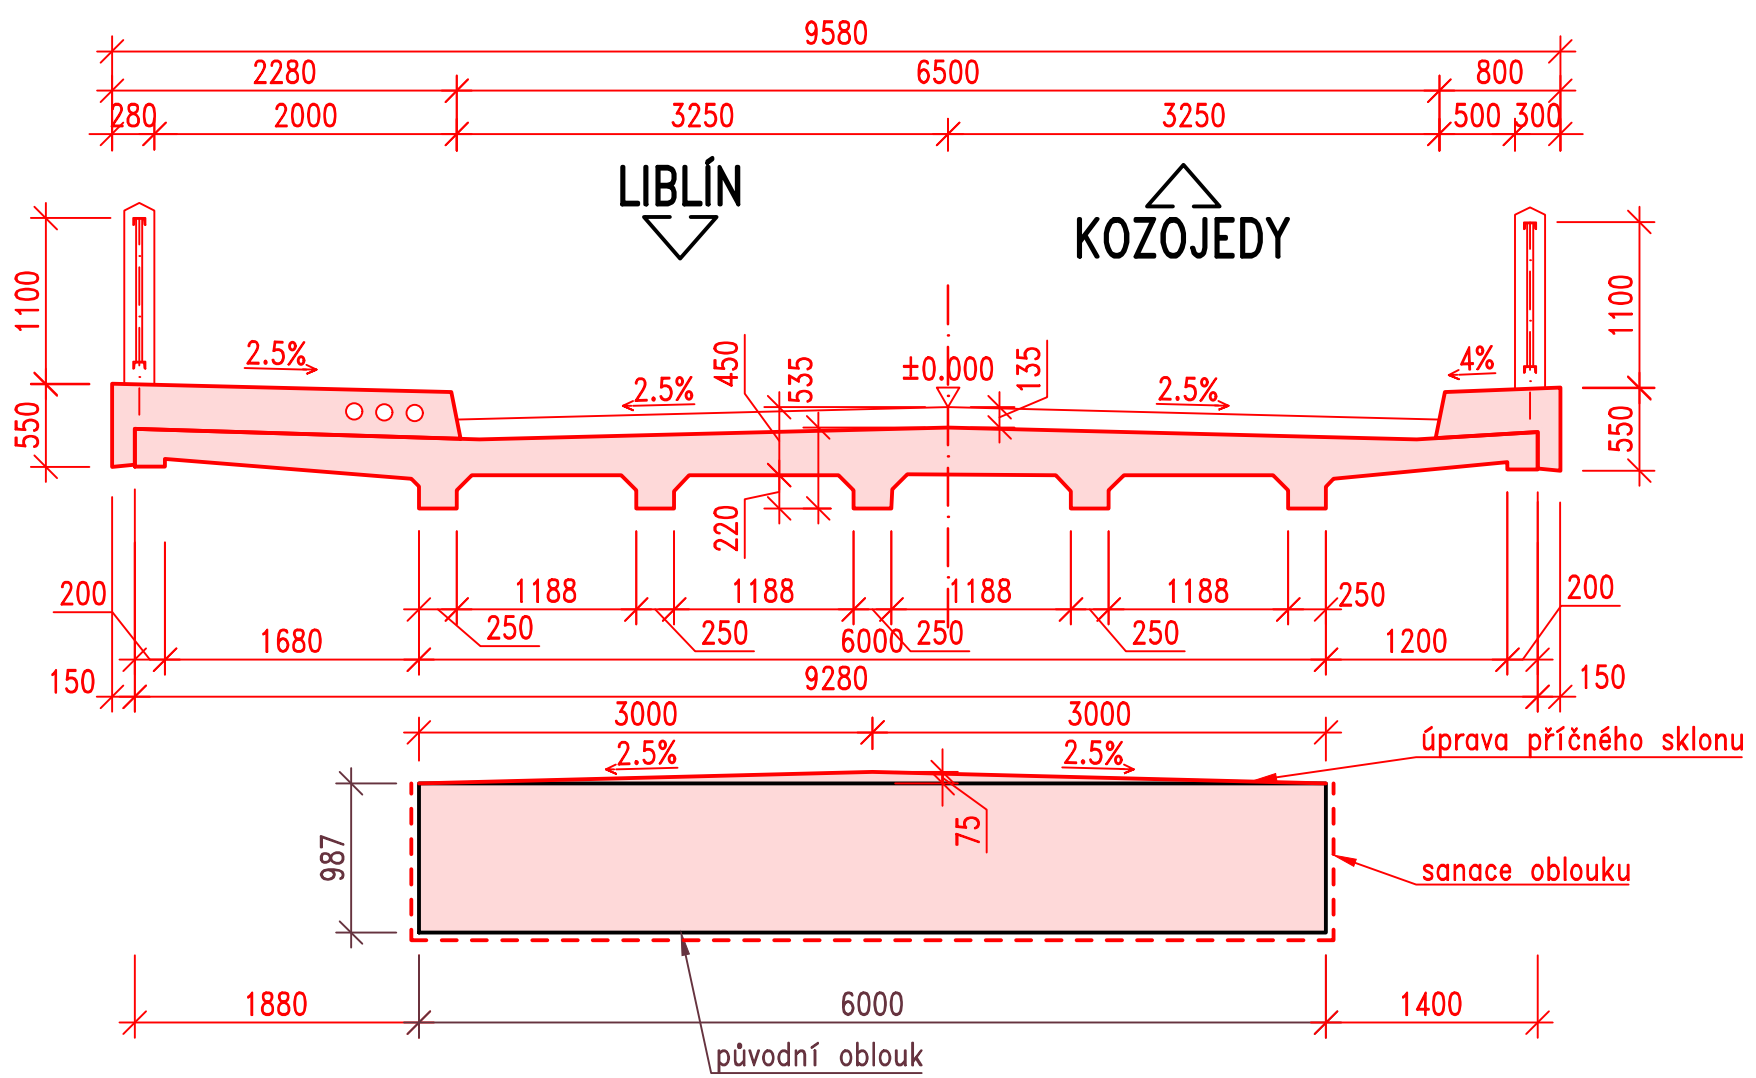 9580
2280 6500 800
280 2000 3250 3250 500 300
LIBLÍN
KOZOJEDY
1100 1100
2.5% 2.5% 450 535 ±0.000 135 2.5% 4%
550 550
220
200 1188 1188 1188 1188 250 200
250 250 250 250
1680 6000 1200
150 9280 150
3000 3000
úprava příčného sklonu
2.5% 2.5%
75
987
sanace oblouku
1880 6000 1400
původní oblouk